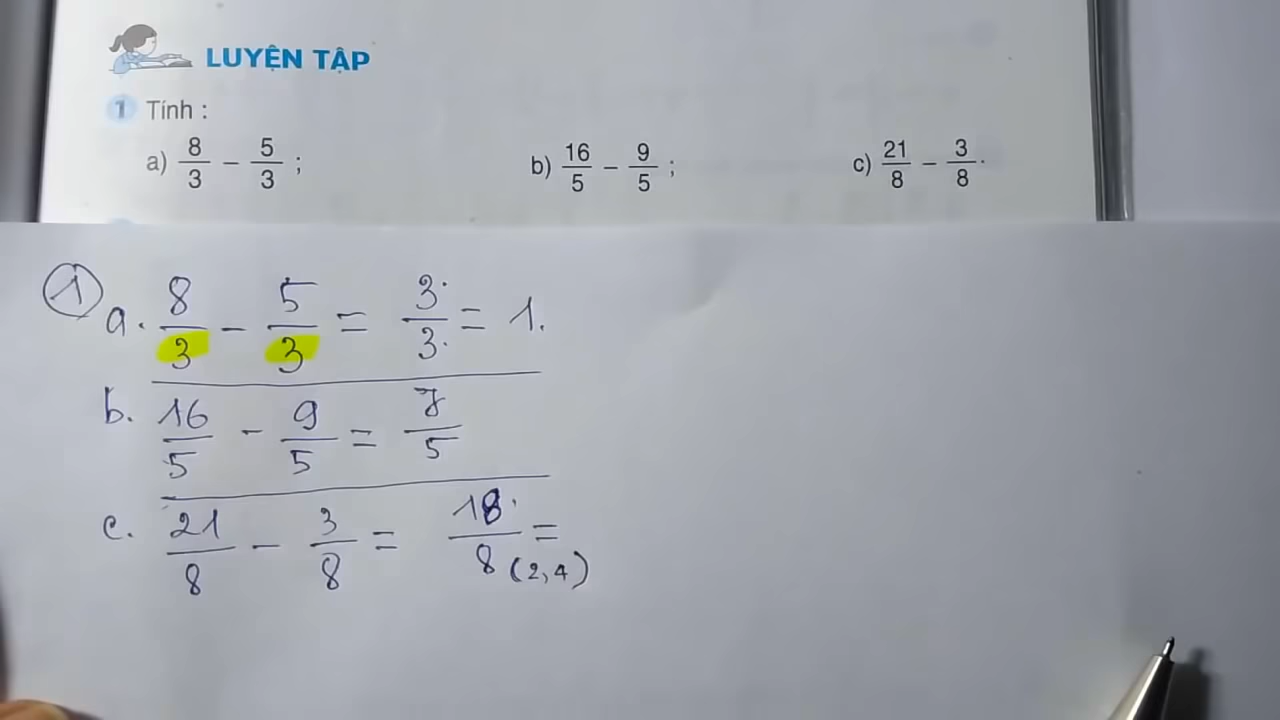 LUYỆN TẬP
1 Tính :
a) 8/3 - 5/3 ; b) 16/5 - 9/5 ; c) 21/8 - 3/8.
1 a. 8/3 - 5/3 = 3/3 = 1.
b. 16/5 - 9/5 = 7/5
c. 21/8 - 3/8 = 18/8 (2,4) =